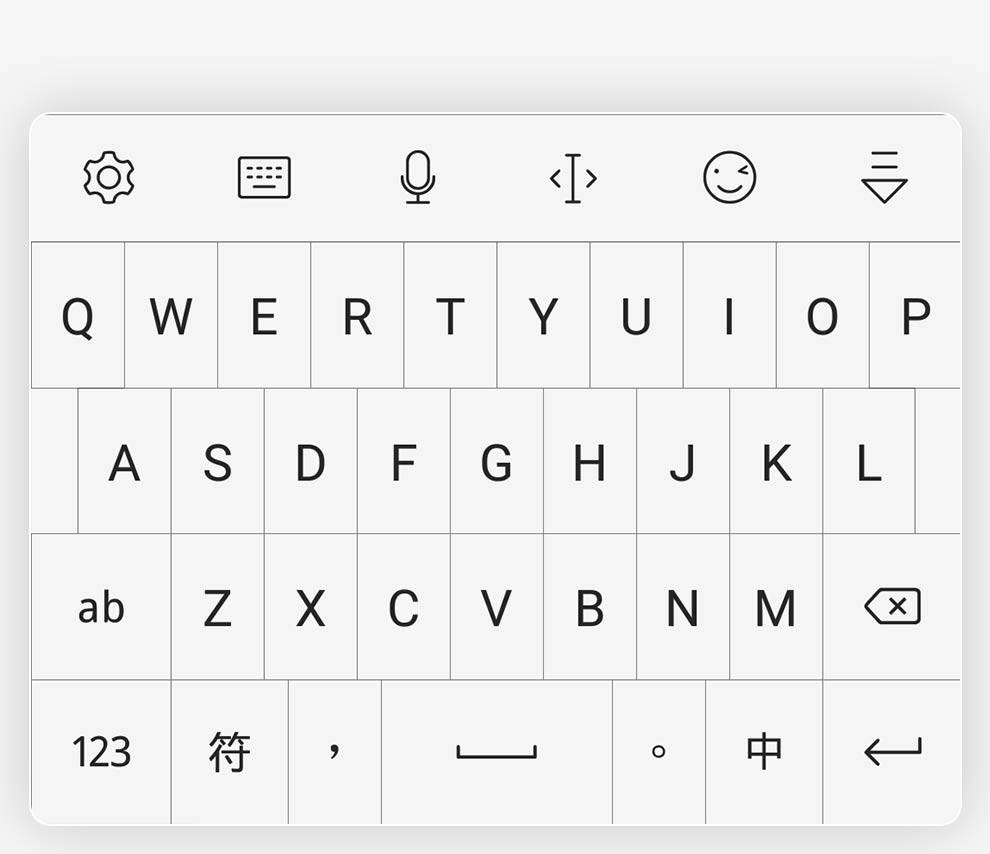 Q W E R T Y U I O P
A S D F G H J K L
ab Z X C V B N M
123 符 ， 。 中